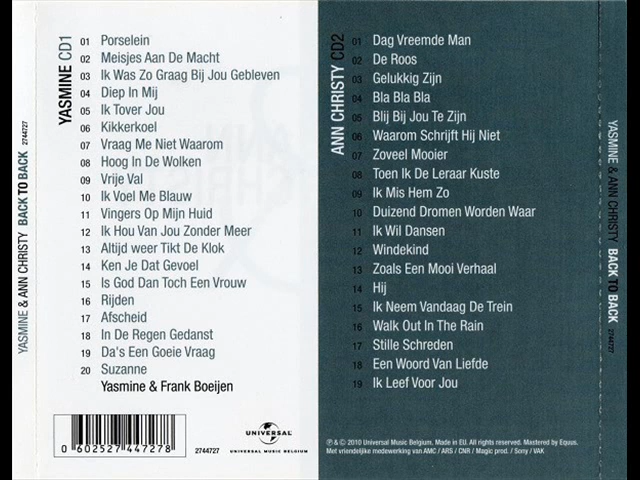 YASMINE & ANN CHRISTY BACK TO BACK 2744727
YASMINE CD1
01 Porselein
02 Meisjes Aan De Macht
03 Ik Was Zo Graag Bij Jou Gebleven
04 Diep In Mij
05 Ik Tover Jou
06 Kikkerkoel
07 Vraag Me Niet Waarom
08 Hoog In De Wolken
09 Vrije Val
10 Ik Voel Me Blauw
11 Vingers Op Mijn Huid
12 Ik Hou Van Jou Zonder Meer
13 Altijd weer Tikt De Klok
14 Ken Je Dat Gevoel
15 Is God Dan Toch Een Vrouw
16 Rijden
17 Afscheid
18 In De Regen Gedanst
19 Da's Een Goeie Vraag
20 Suzanne
Yasmine & Frank Boeijen
0 602527 447278
2744727
UNIVERSAL
UNIVERSAL MUSIC BELGIUM
ANN CHRISTY CD2
01 Dag Vreemde Man
02 De Roos
03 Gelukkig Zijn
04 Bla Bla Bla
05 Blij Bij Jou Te Zijn
06 Waarom Schrijft Hij Niet
07 Zoveel Mooier
08 Toen Ik De Leraar Kuste
09 Ik Mis Hem Zo
10 Duizend Dromen Worden Waar
11 Ik Wil Dansen
12 Windekind
13 Zoals Een Mooi Verhaal
14 Hij
15 Ik Neem Vandaag De Trein
16 Walk Out In The Rain
17 Stille Schreden
18 Een Woord Van Liefde
19 Ik Leef Voor Jou
℗ & © 2010 Universal Music Belgium. Made in EU. All rights reserved. Mastered by Equus.
Met vriendelijke medewerking van AMC / ARS / CNR / Magic prod. / Sony / VAK
YASMINE & ANN CHRISTY BACK TO BACK 2744727